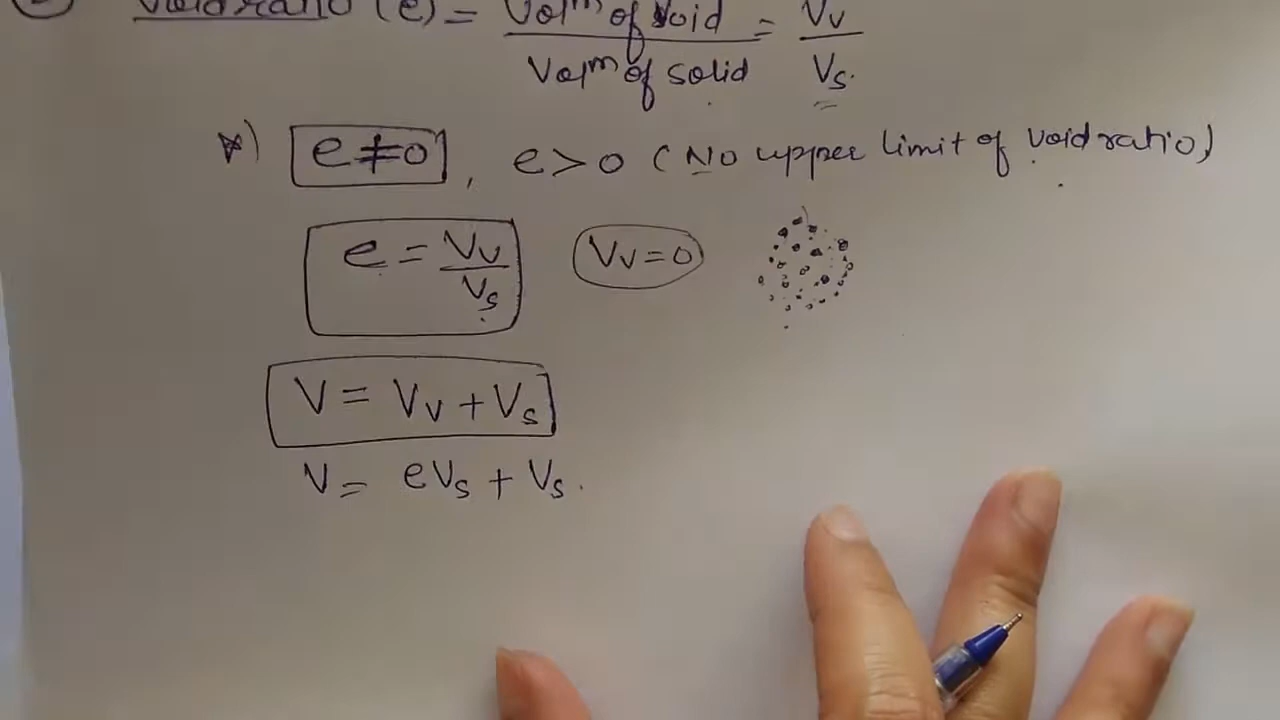 Void ratio (e) = Volm of Void / Volm of solid = Vv / Vs.
*) e ≠ 0, e > 0 (No upper limit of Void ratio)
e = Vv / Vs Vv = 0
V = Vv + Vs
V = eVs + Vs.